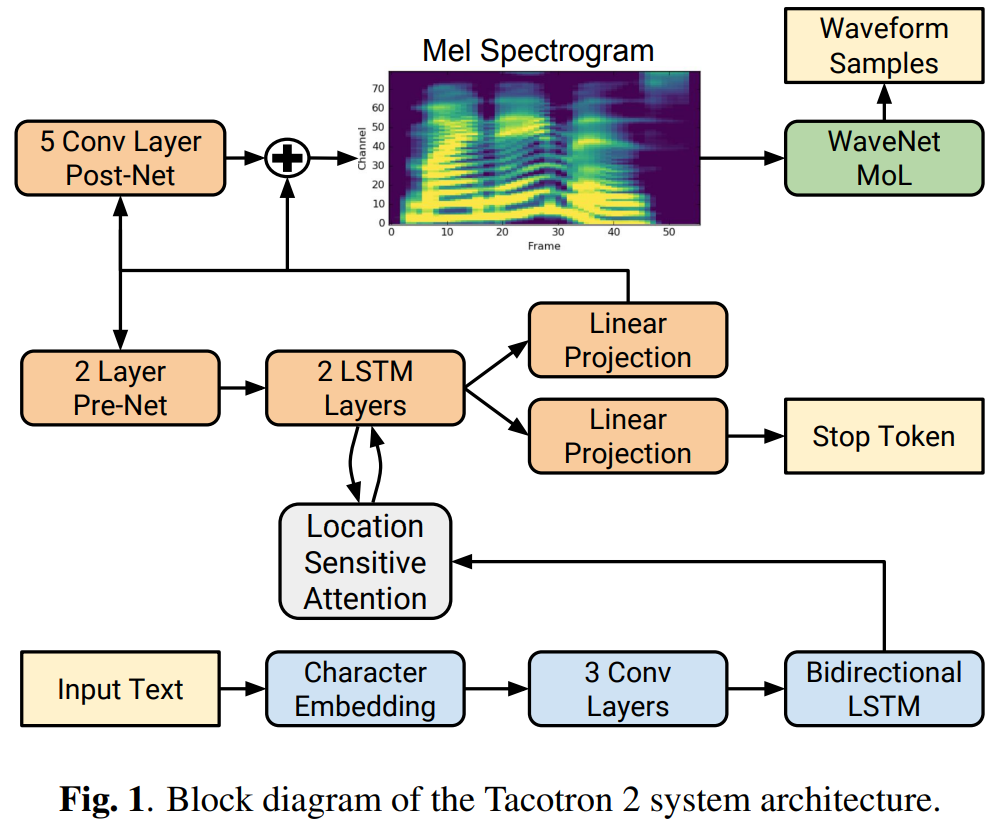 Waveform
Samples
Mel Spectrogram
5 Conv Layer
Post-Net
Channel
70
60
50
40
30
20
10
0
0 10 20 30 40 50
Frame
WaveNet
MoL
Linear
Projection
2 Layer
Pre-Net
2 LSTM
Layers
Linear
Projection
Stop Token
Location
Sensitive
Attention
Input Text
Character
Embedding
3 Conv
Layers
Bidirectional
LSTM
Fig. 1. Block diagram of the Tacotron 2 system architecture.